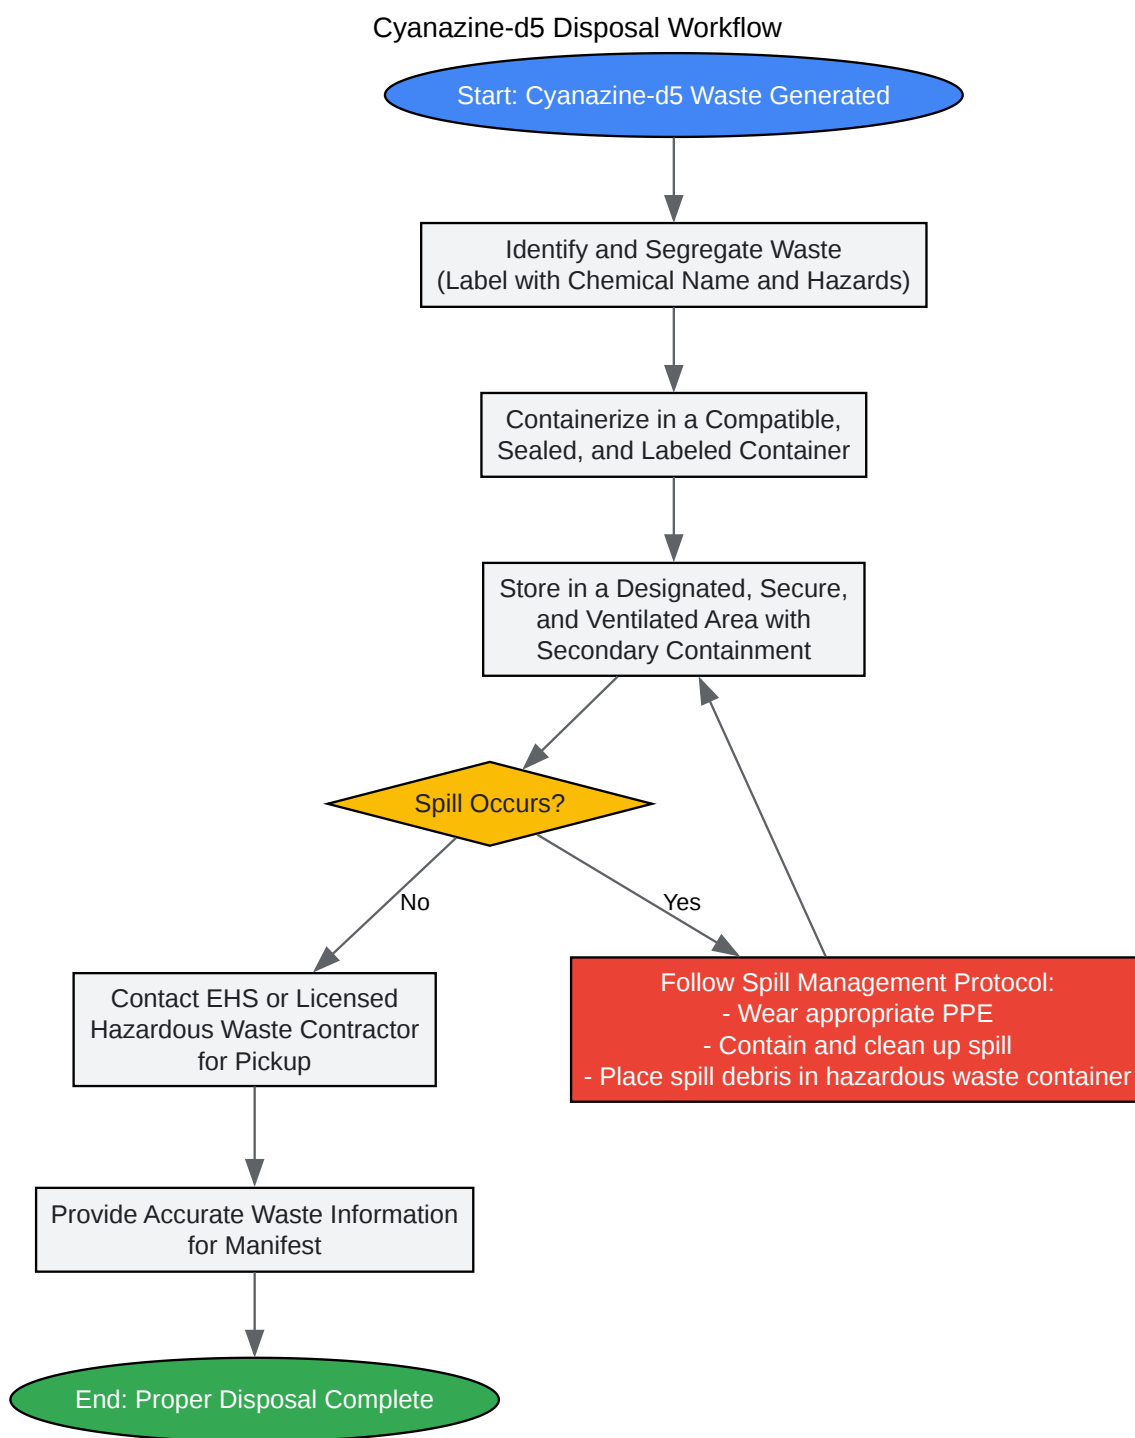 Cyanazine-d5 Disposal Workflow
Start: Cyanazine-d5 Waste Generated
Identify and Segregate Waste
(Label with Chemical Name and Hazards)
Containerize in a Compatible,
Sealed, and Labeled Container
Store in a Designated, Secure,
and Ventilated Area with
Secondary Containment
Spill Occurs?
No
Yes
Contact EHS or Licensed
Hazardous Waste Contractor
for Pickup
Follow Spill Management Protocol:
- Wear appropriate PPE
- Contain and clean up spill
- Place spill debris in hazardous waste container
Provide Accurate Waste Information
for Manifest
End: Proper Disposal Complete